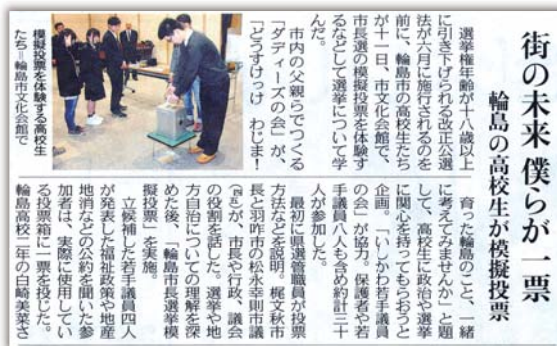 街の未来 僕らが一票
輪島の高校生が模擬投票
選挙権年齢が十八歳以上
に引き下げられる改正公選
法が六月に施行されるのを
前に、輪島市の高校生たち
が十一日、市文化会館で、
市長選の模擬投票を体験す
るなどして選挙について学
んだ。
市内の父親らでつくる
「ダディーズの会」が、
「どうすけっけ わじま！
模擬投票を体験する高校生
たち＝輪島市文化会館で
育った輪島のこと、一緒
に考えてみませんか」と題
して、高校生に政治や選挙
に関心を持ってもらおうと
企画。「いしかわ若手議員
の会」が協力。保護者や若
手議員八人も含め約計三十
人が参加した。
最初に県選管職員が投票
方法などを説明。梶文秋市
長と羽咋市の松永幸則市議
が、市長や行政、議会
の役割を話した。選挙や地
方自治についての理解を深
めた後、「輪島市長選挙模
擬投票」を実施。
立候補した若手議員四人
が発表した福祉政策や地産
地消などの公約を聞いた参
加者は、実際に使用してい
る投票箱に一票を投じた。
輪島高校二年の白崎美菜さ